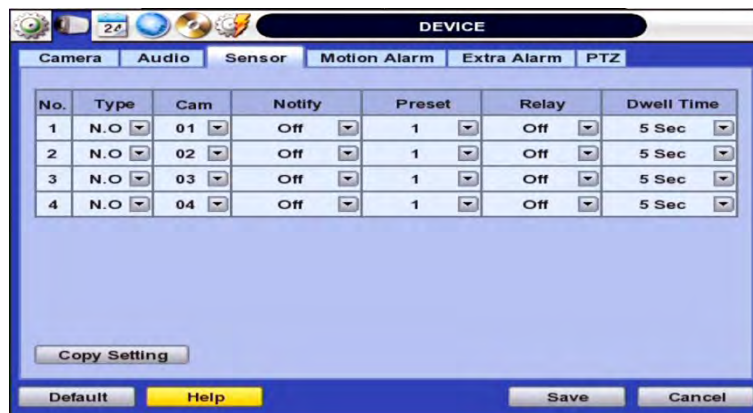 24
DEVICE
Camera Audio Sensor Motion Alarm Extra Alarm PTZ
No. Type Cam Notify Preset Relay Dwell Time
1 N.O 01 Off 1 Off 5 Sec
2 N.O 02 Off 1 Off 5 Sec
3 N.O 03 Off 1 Off 5 Sec
4 N.O 04 Off 1 Off 5 Sec
Copy Setting
Default Help Save Cancel